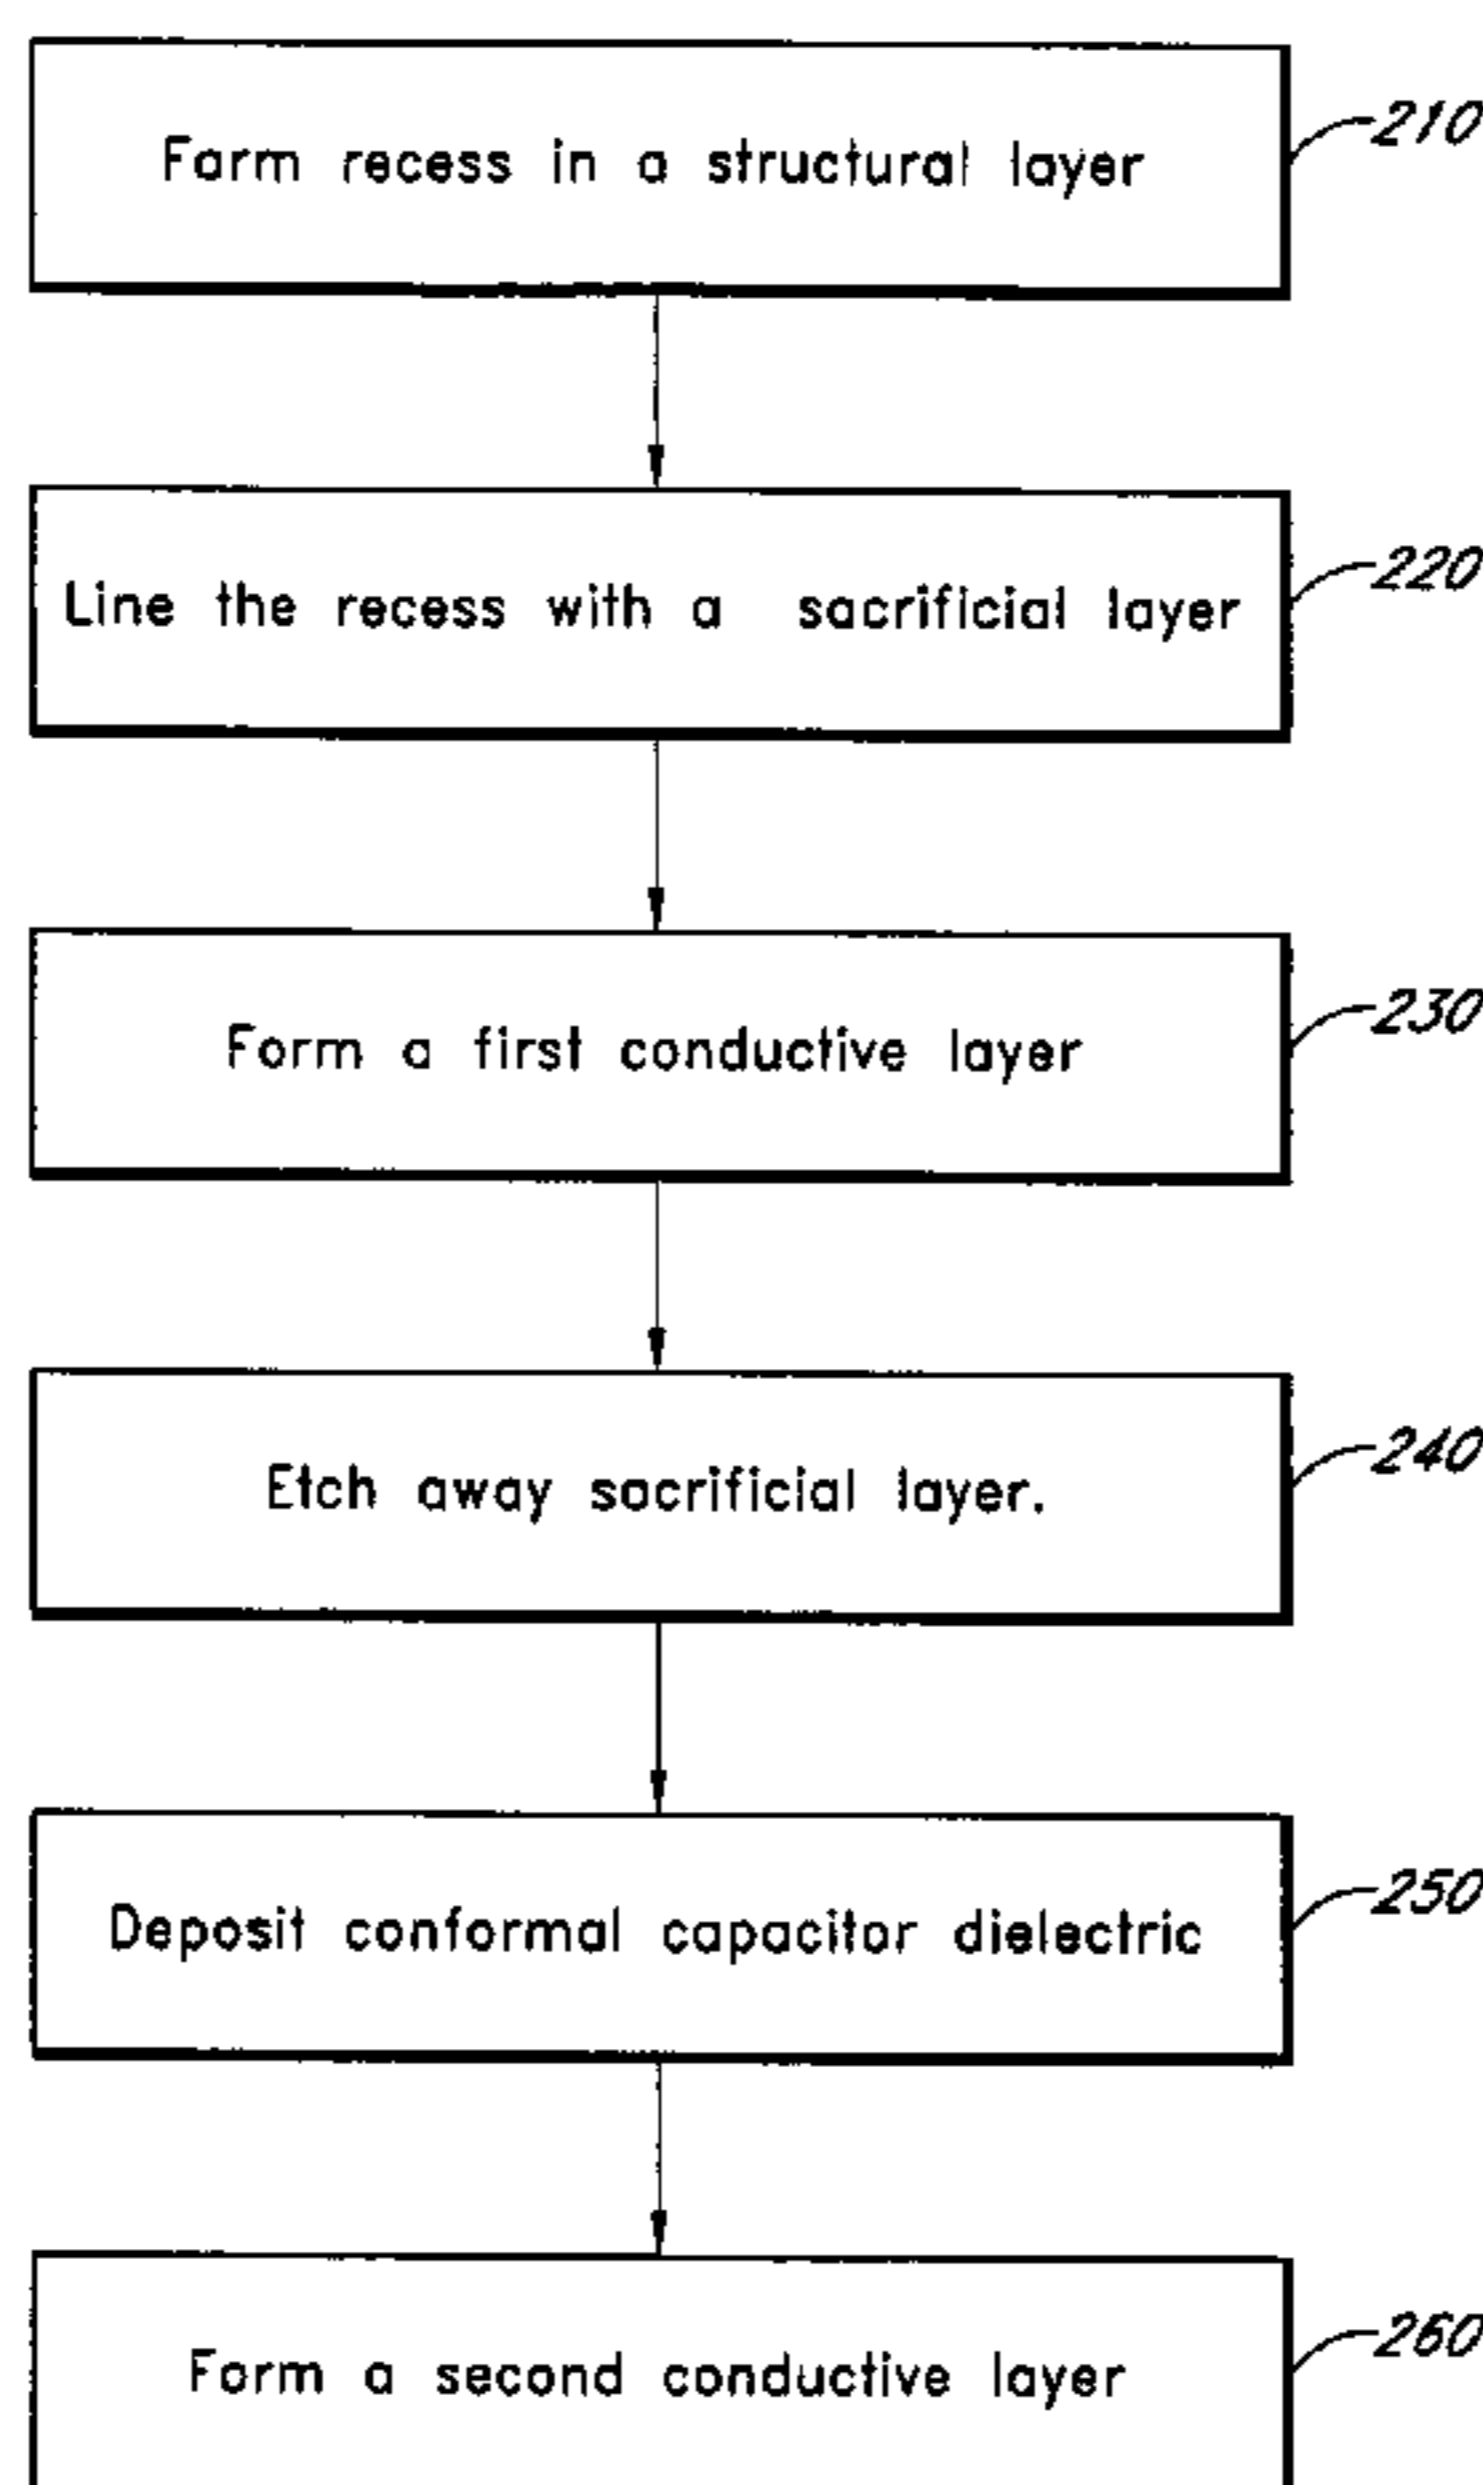 Form recess in a structural layer
210
Line the recess with a sacrificial layer
220
Form a first conductive layer
230
Etch away sacrificial layer.
240
Deposit conformal capacitor dielectric
250
Form a second conductive layer
260